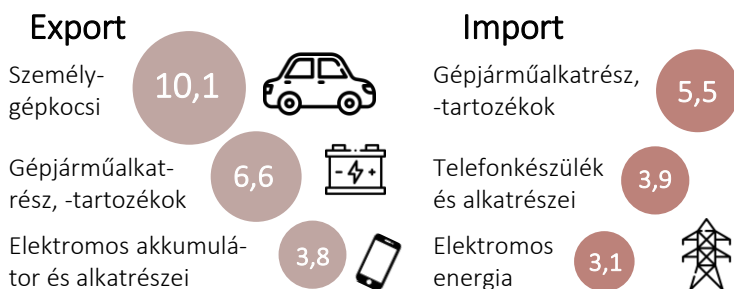 Export
Személy-
gépkocsi
10,1
Gépjárműalkat-
rész, -tartozékok
6,6
Elektromos akkumulá-
tor és alkatrészei
3,8
Import
Gépjárműalkatrész,
-tartozékok
5,5
Telefonkészülék
és alkatrészei
3,9
Elektromos
energia
3,1